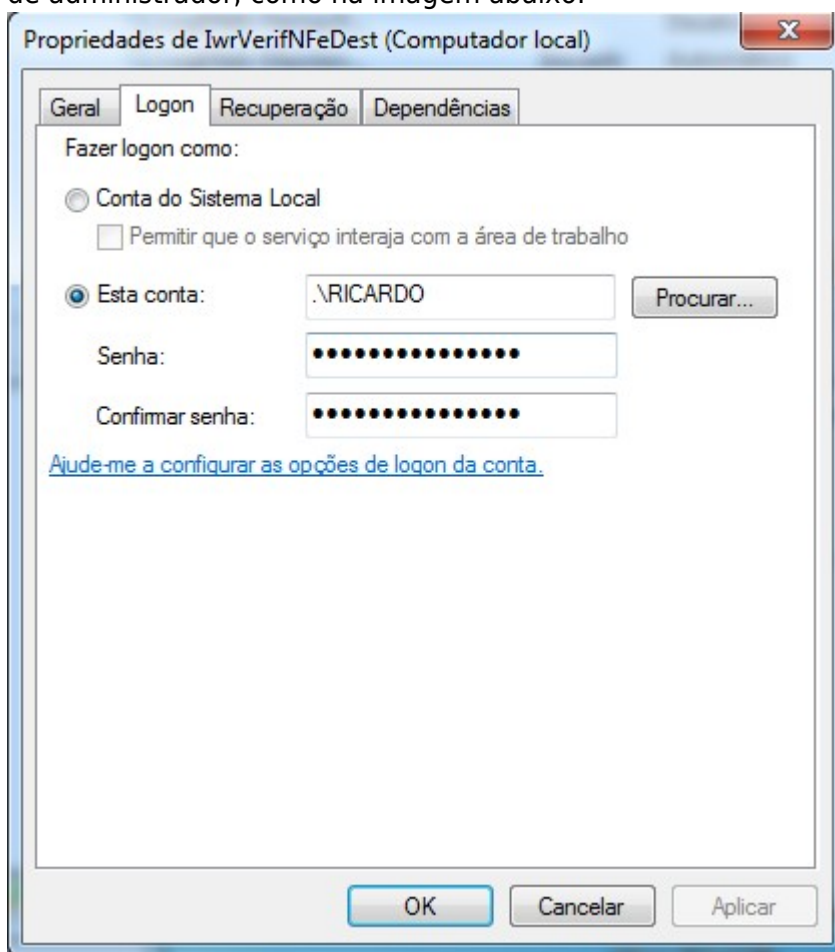 de administrador, como na imagem abaixo.
Propriedades de IwrVerifNFeDest (Computador local)
Geral Logon Recuperação Dependências
Fazer logon como:
Conta do Sistema Local
Permitir que o serviço interaja com a área de trabalho
Esta conta: .\RICARDO Procurar...
Senha: •••••••••••••••
Confirmar senha: •••••••••••••••
Ajude-me a configurar as opções de logon da conta.
OK Cancelar Aplicar